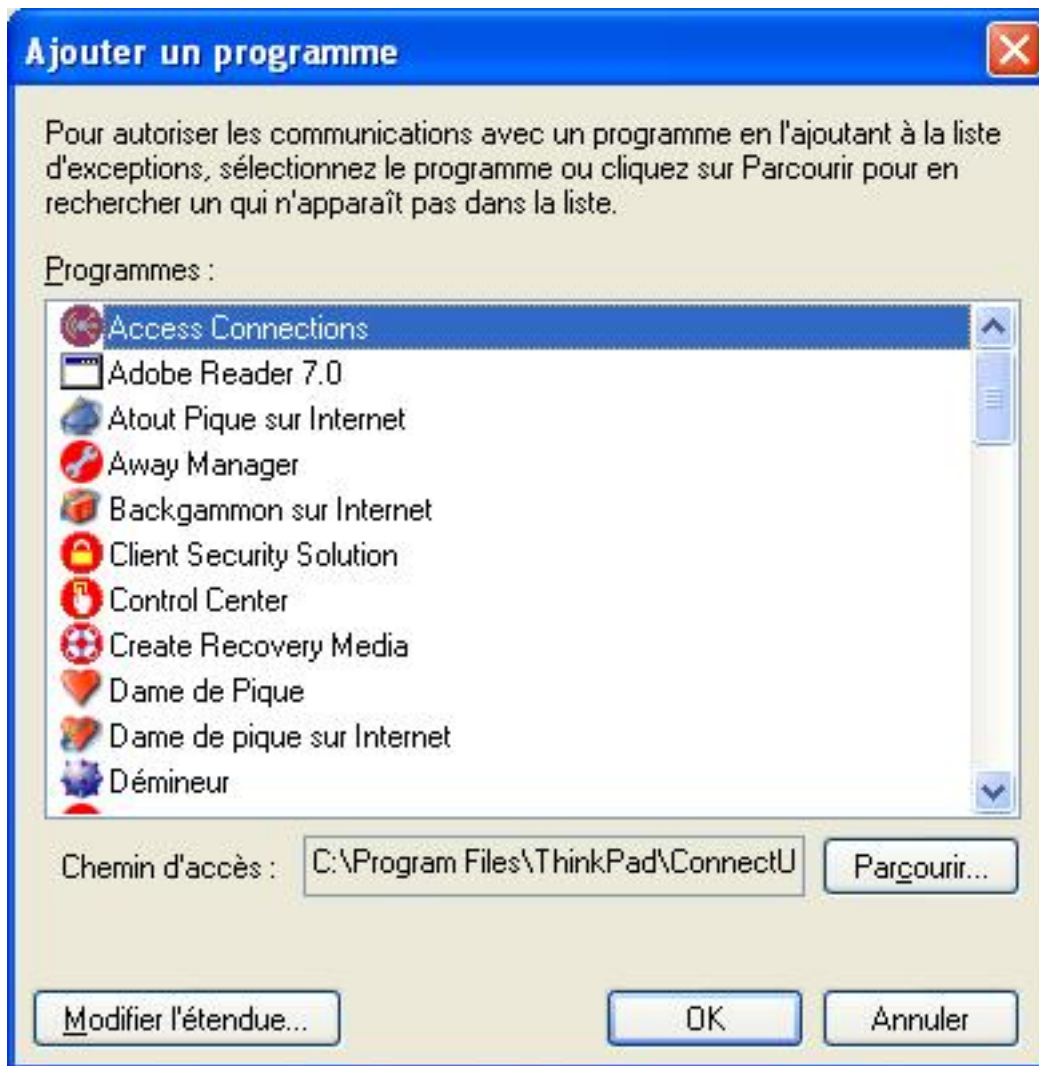 Ajouter un programme
Pour autoriser les communications avec un programme en l'ajoutant à la liste
d'exceptions, sélectionnez le programme ou cliquez sur Parcourir pour en
rechercher un qui n'apparaît pas dans la liste.
Programmes :
Access Connections
Adobe Reader 7.0
Atout Pique sur Internet
Away Manager
Backgammon sur Internet
Client Security Solution
Control Center
Create Recovery Media
Dame de Pique
Dame de pique sur Internet
Démineur
Chemin d'accès : C:\Program Files\ThinkPad\ConnectU Parcourir...
Modifier l'étendue... OK Annuler